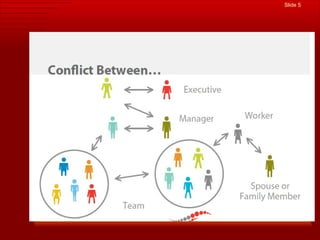 Slide 5
Conflict Between...
Executive
Manager
Worker
Spouse or
Family Member
Team